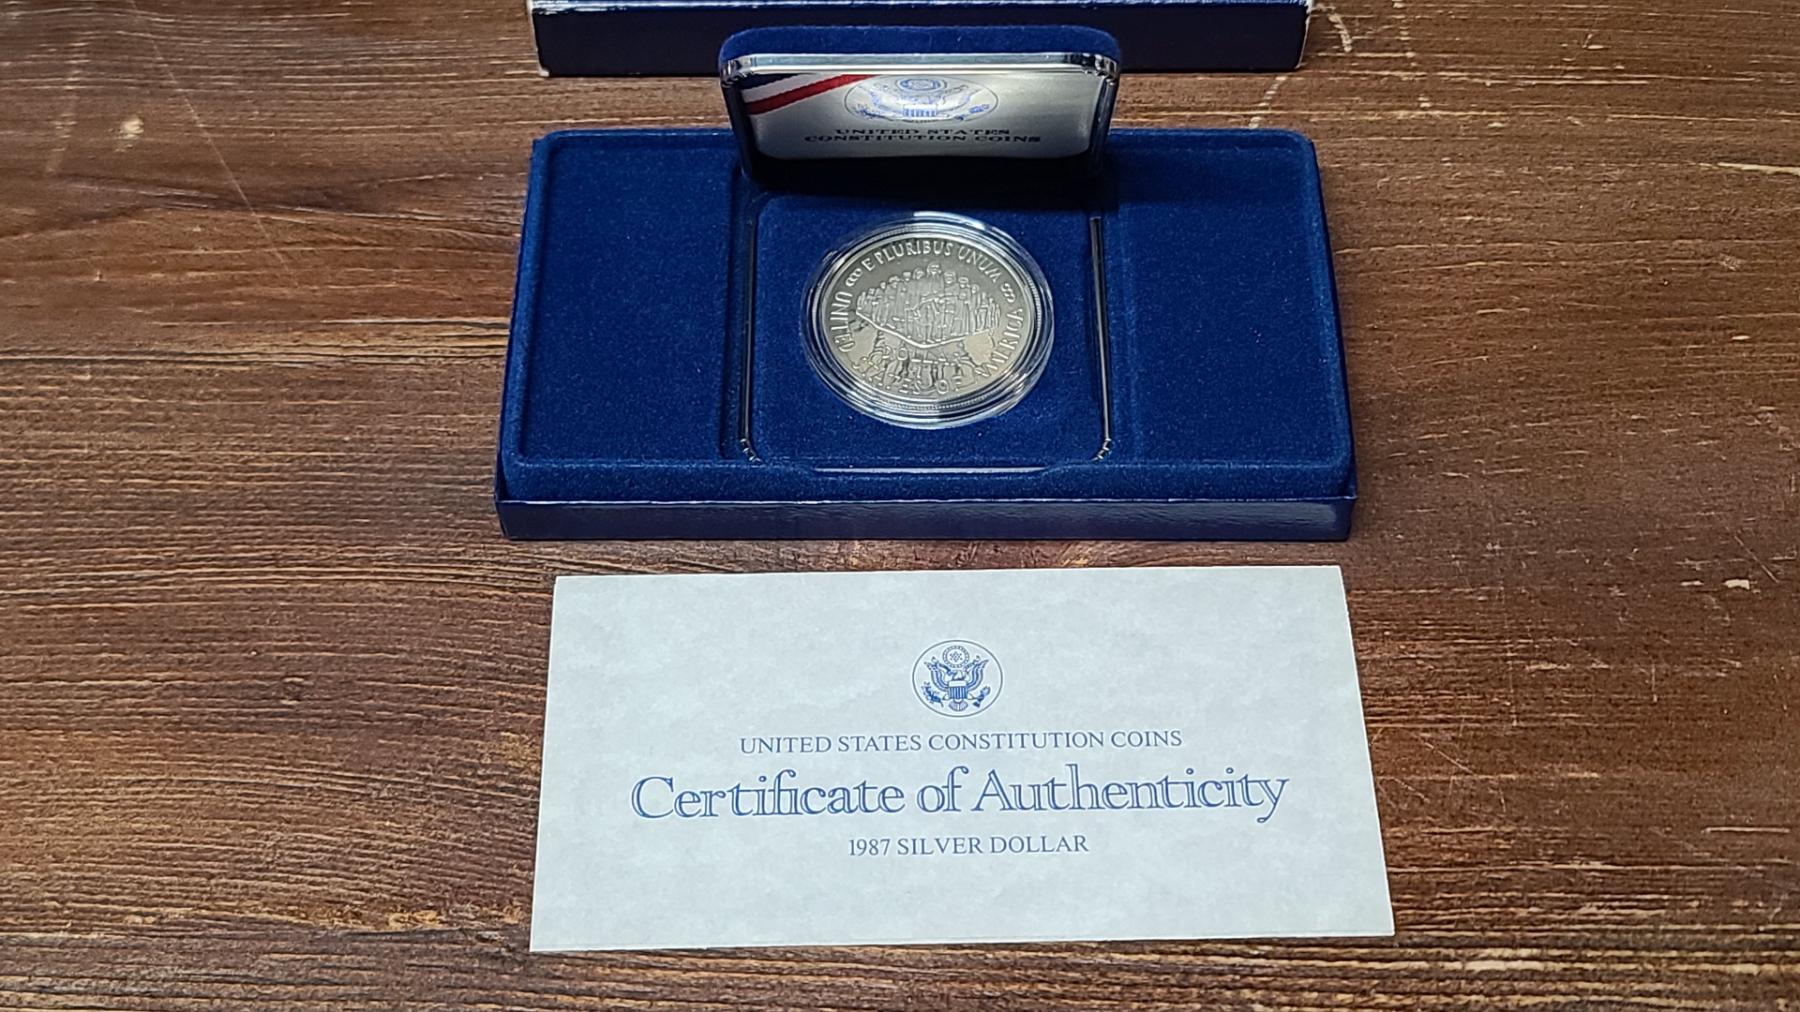 UNITED STATES
CONSTITUTION COINS
E PLURIBUS UNUM
UNITED STATES OF AMERICA
DOLLAR
UNITED STATES CONSTITUTION COINS
Certificate of Authenticity
1987 SILVER DOLLAR